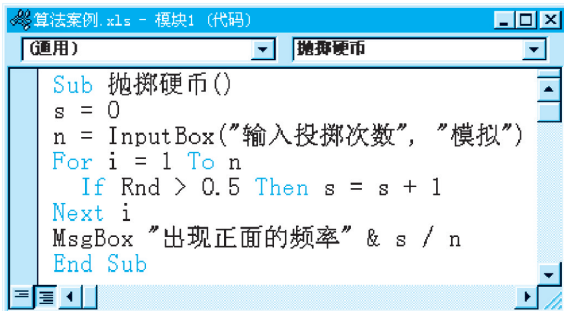 算法案例.xls - 模块1 (代码)
(通用) 抛掷硬币
Sub 抛掷硬币()
s = 0
n = InputBox("输入投掷次数", "模拟")
For i = 1 To n
If Rnd > 0.5 Then s = s + 1
Next i
MsgBox "出现正面的频率" & s / n
End Sub